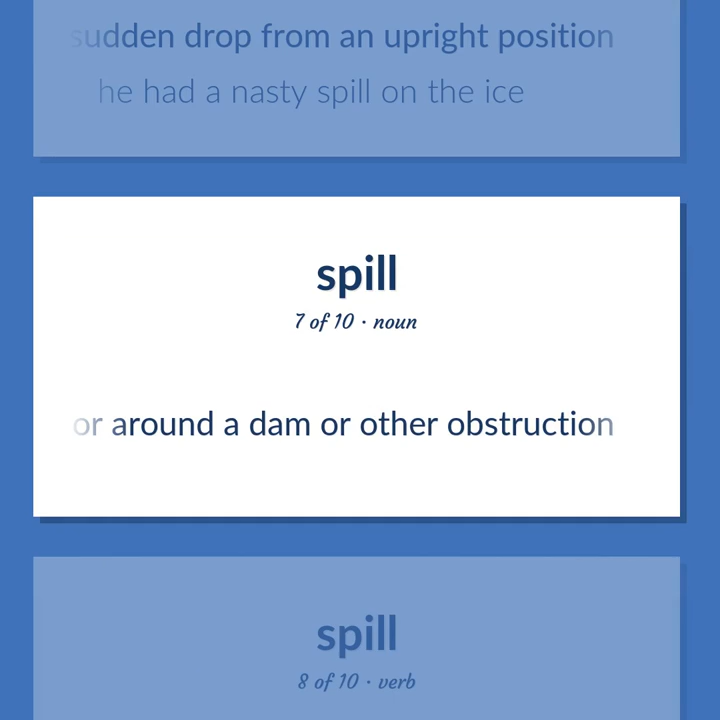 sudden drop from an upright position
he had a nasty spill on the ice
spill
7 of 10 · noun
or around a dam or other obstruction
spill
8 of 10 · verb